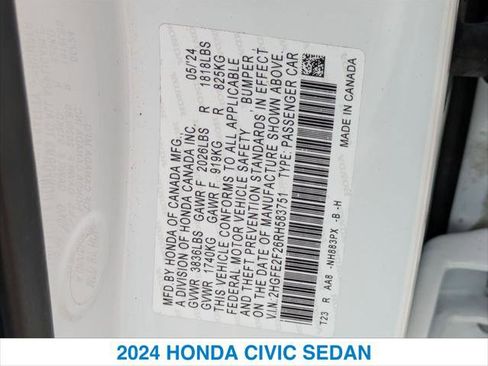 MFD. BY HONDA OF CANADA MFG., 05/24
A DIVISION OF HONDA CANADA INC.
GVWR 3836LBS GAWR F 2026LBS R 1818LBS
GVWR 1740KG GAWR F 919KG R 825KG
THIS VEHICLE CONFORMS TO ALL APPLICABLE
FEDERAL MOTOR VEHICLE SAFETY, BUMPER,
AND THEFT PREVENTION STANDARDS IN EFFECT
ON THE DATE OF MANUFACTURE SHOWN ABOVE.
V.I.N. 2HGFE2F26RH583751 TYPE: PASSENGER CAR
T23 R AA8 -NH883PX -B -H MADE IN CANADA
2024 HONDA CIVIC SEDAN